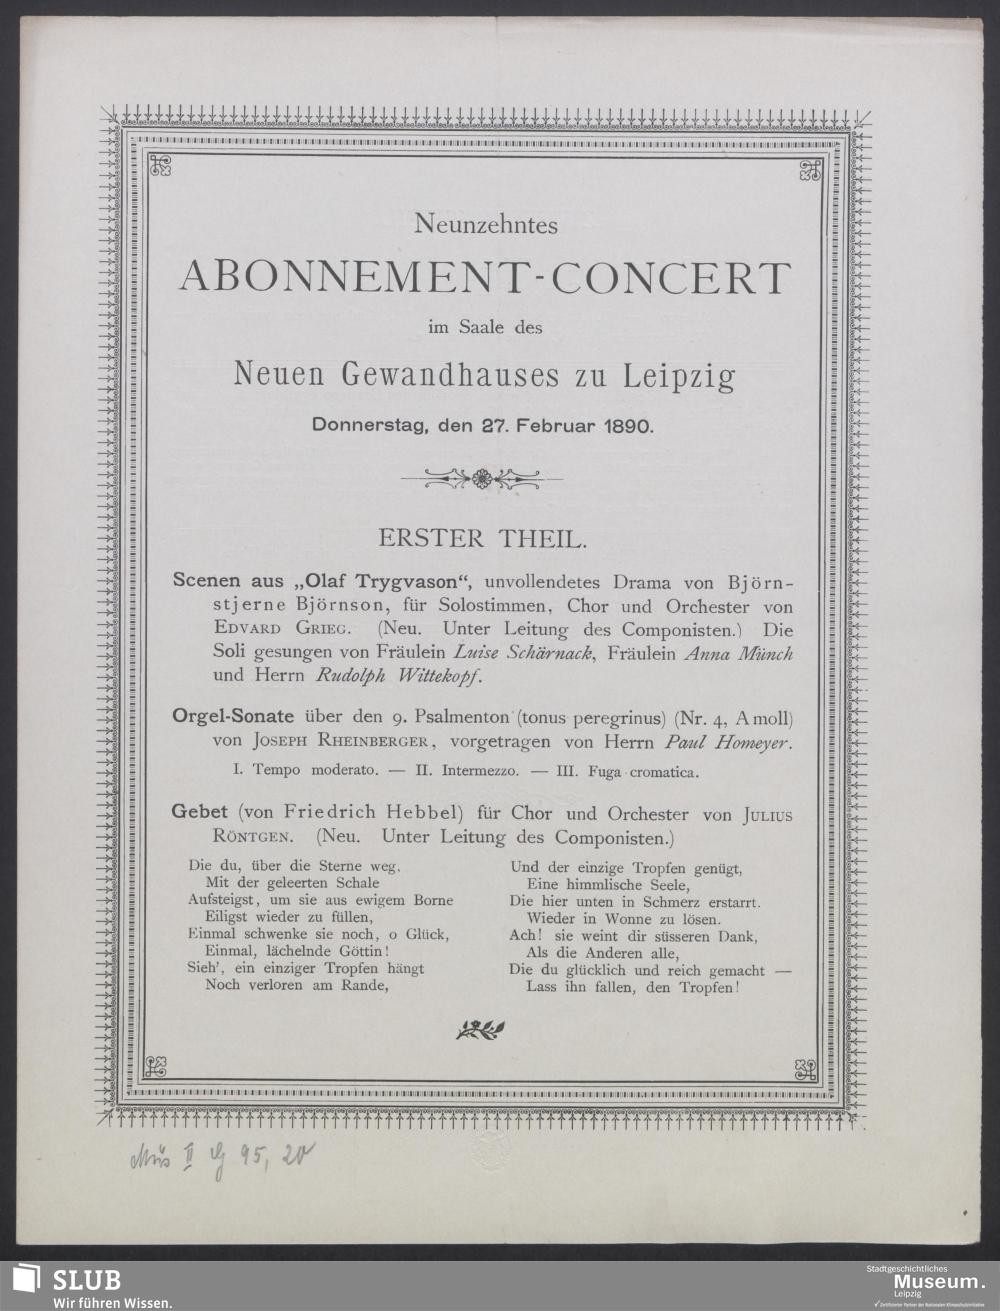 Neunzehntes
ABONNEMENT-CONCERT
im Saale des
Neuen Gewandhauses zu Leipzig
Donnerstag, den 27. Februar 1890.
ERSTER THEIL.
Scenen aus „Olaf Trygvason“, unvollendetes Drama von Björn-
stjerne Björnson, für Solostimmen, Chor und Orchester von
EDVARD GRIEG. (Neu. Unter Leitung des Componisten.) Die
Soli gesungen von Fräulein Luise Schärnack, Fräulein Anna Münch
und Herrn Rudolph Wittekopf.
Orgel-Sonate über den 9. Psalmenton (tonus peregrinus) (Nr. 4, A moll)
von JOSEPH RHEINBERGER, vorgetragen von Herrn Paul Homeyer.
I. Tempo moderato. — II. Intermezzo. — III. Fuga cromatica.
Gebet (von Friedrich Hebbel) für Chor und Orchester von JULIUS
RÖNTGEN. (Neu. Unter Leitung des Componisten.)
Die du, über die Sterne weg,
Mit der geleerten Schale
Aufsteigst, um sie aus ewigem Borne
Eiligst wieder zu füllen,
Einmal schwenke sie noch, o Glück,
Einmal, lächelnde Göttin!
Sieh', ein einziger Tropfen hängt
Noch verloren am Rande,
Und der einzige Tropfen genügt,
Eine himmlische Seele,
Die hier unten in Schmerz erstarrt.
Wieder in Wonne zu lösen.
Ach! sie weint dir süsseren Dank,
Als die Anderen alle,
Die du glücklich und reich gemacht —
Lass ihn fallen, den Tropfen!
Mus II 95, 20
SLUB
Wir führen Wissen.
Stadtgeschichtliches
Museum.
Leipzig